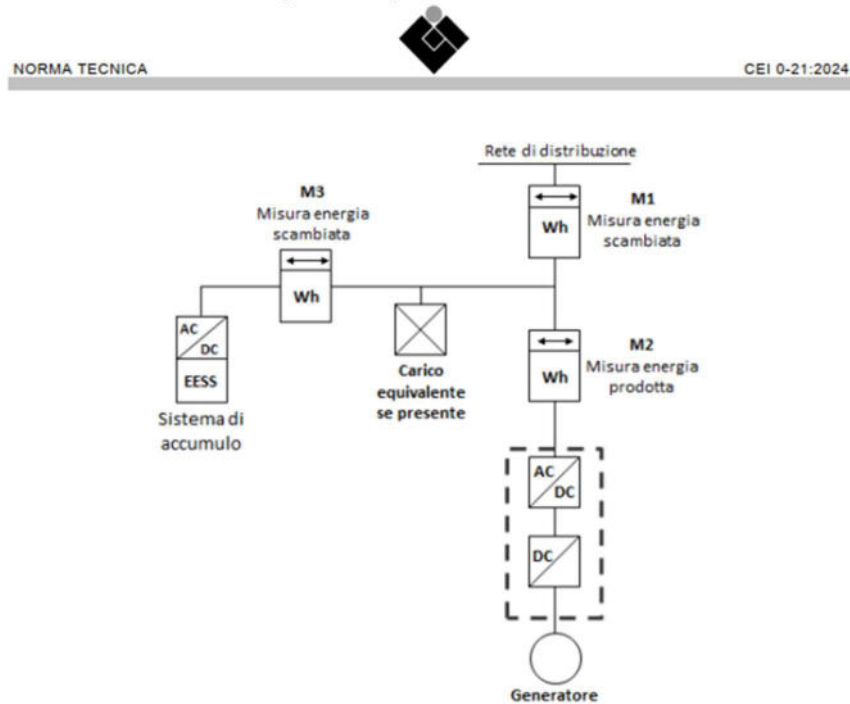 NORMA TECNICA
CEI 0-21:2024
Rete di distribuzione
M3
Misura energia
scambiata
Wh
M1
Misura energia
scambiata
Wh
AC
DC
EESS
Sistema di
accumulo
Carico
equivalente
se presente
M2
Misura energia
prodotta
Wh
AC
DC
DC
Generatore